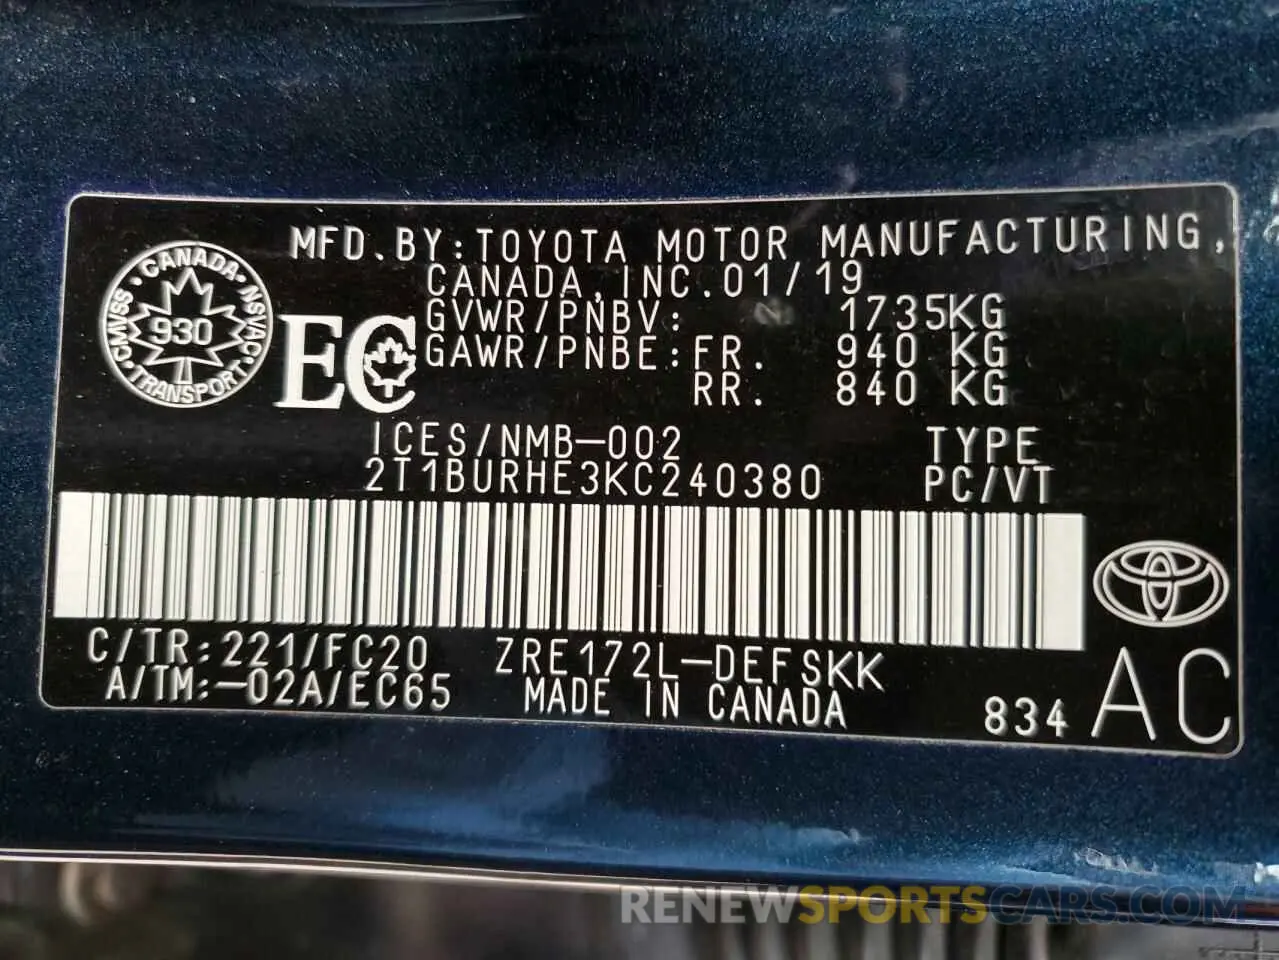 MFD.BY:TOYOTA MOTOR MANUFACTURING,
CANADA,INC.01/19
GVWR/PNBV: 1735KG
GAWR/PNBE:FR. 940 KG
RR. 840 KG
CANADA
CMVSS 930 NSVAC
TRANSPORT
EC
ICES/NMB-002 TYPE
2T1BURHE3KC240380 PC/VT
C/TR:221/FC20 ZRE172L-DEFSKK
A/TM:-02A/EC65 MADE IN CANADA 834 AC
RENEWSPORTSCARS.COM